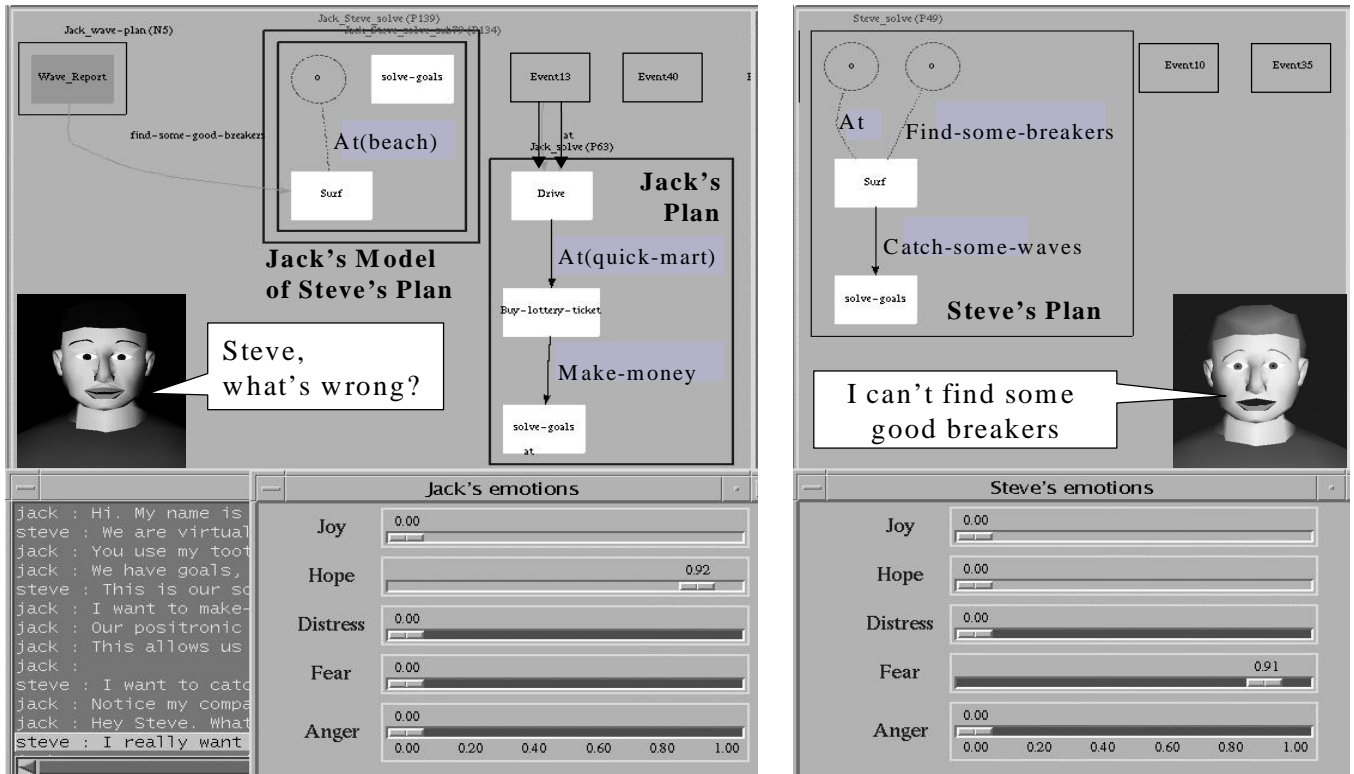 Jack_Steve_solve (P139)
Jack_wave-plan (N5)
Wave_Report
find-some-good-breakers
o
solve-goals
At(beach)
Surf
Jack's Model
of Steve's Plan
Event13
Event40
at
Jack_solve (P63)
Drive
Jack's
Plan
At(quick-mart)
Buy-lottery-ticket
Make-money
solve-goals
at
Steve,
what's wrong?
Steve_solve (P49)
o
o
Event10
Event35
At
Find-some-breakers
Surf
Catch-some-waves
solve-goals
Steve's Plan
I can't find some
good breakers
jack : Hi. My name is
steve : We are virtual
jack : You use my
jack : We have goals,
steve : This is our
jack : I want to make-
jack : Our positronic
jack : This allows us
jack :
steve : I want to
jack : Notice my
jack : Hey Steve. What
steve : I really want
Jack's emotions
Joy 0.00
Hope 0.92
Distress 0.00
Fear 0.00
Anger 0.00
0.00 0.20 0.40 0.60 0.80 1.00
Steve's emotions
Joy 0.00
Hope 0.00
Distress 0.00
Fear 0.91
Anger 0.00
0.00 0.20 0.40 0.60 0.80 1.00